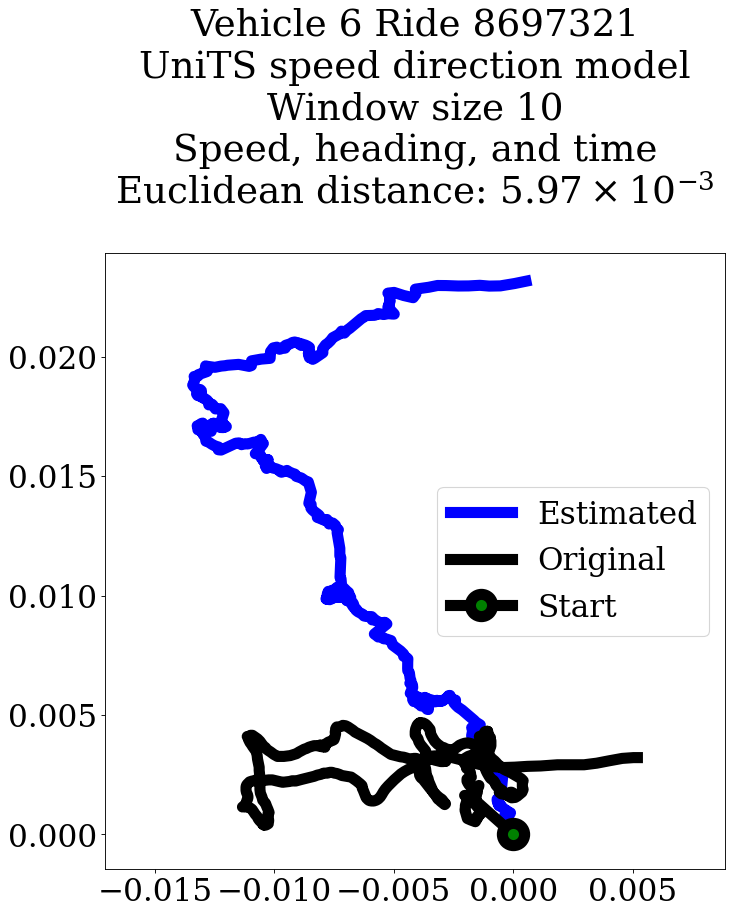 Vehicle 6 Ride 8697321
UniTS speed direction model
Window size 10
Speed, heading, and time
Euclidean distance: 5.97 × 10⁻³
0.020
0.015
0.010
0.005
0.000
Estimated
Original
Start
−0.015 −0.010 −0.005 0.000 0.005